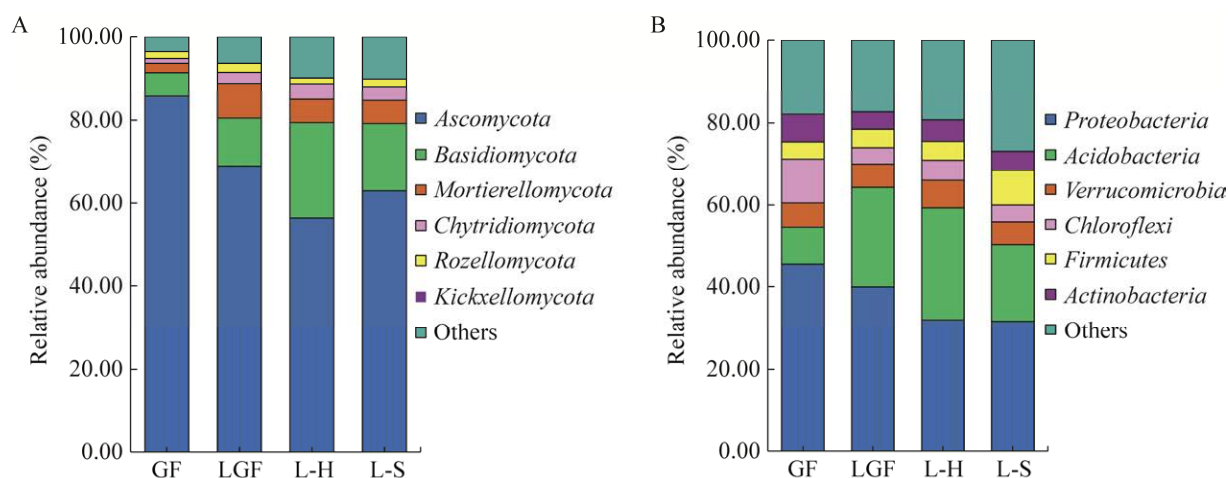 A
Relative abundance (%)
100.00
80.00
60.00
40.00
20.00
0.00
GF LGF L-H L-S
Ascomycota
Basidiomycota
Mortierellomycota
Chytridiomycota
Rozellomycota
Kickxellomycota
Others
B
Relative abundance (%)
100.00
80.00
60.00
40.00
20.00
0.00
GF LGF L-H L-S
Proteobacteria
Acidobacteria
Verrucomicrobia
Chloroflexi
Firmicutes
Actinobacteria
Others